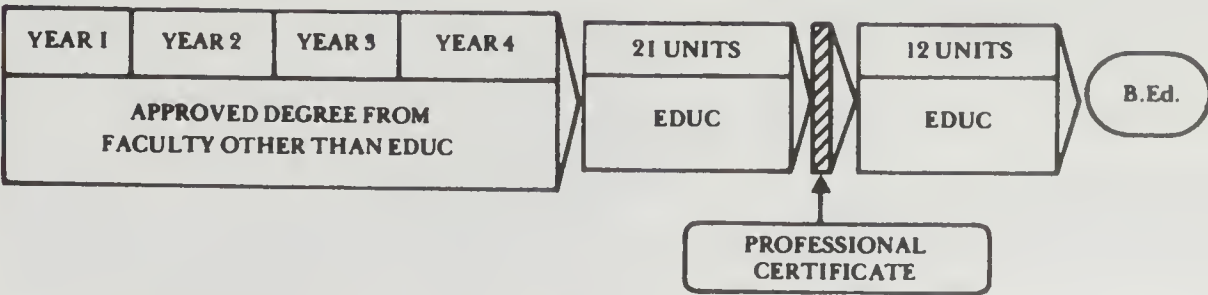 YEAR 1 YEAR 2 YEAR 3 YEAR 4 21 UNITS 12 UNITS
B.Ed.
APPROVED DEGREE FROM
FACULTY OTHER THAN EDUC
EDUC EDUC
PROFESSIONAL
CERTIFICATE